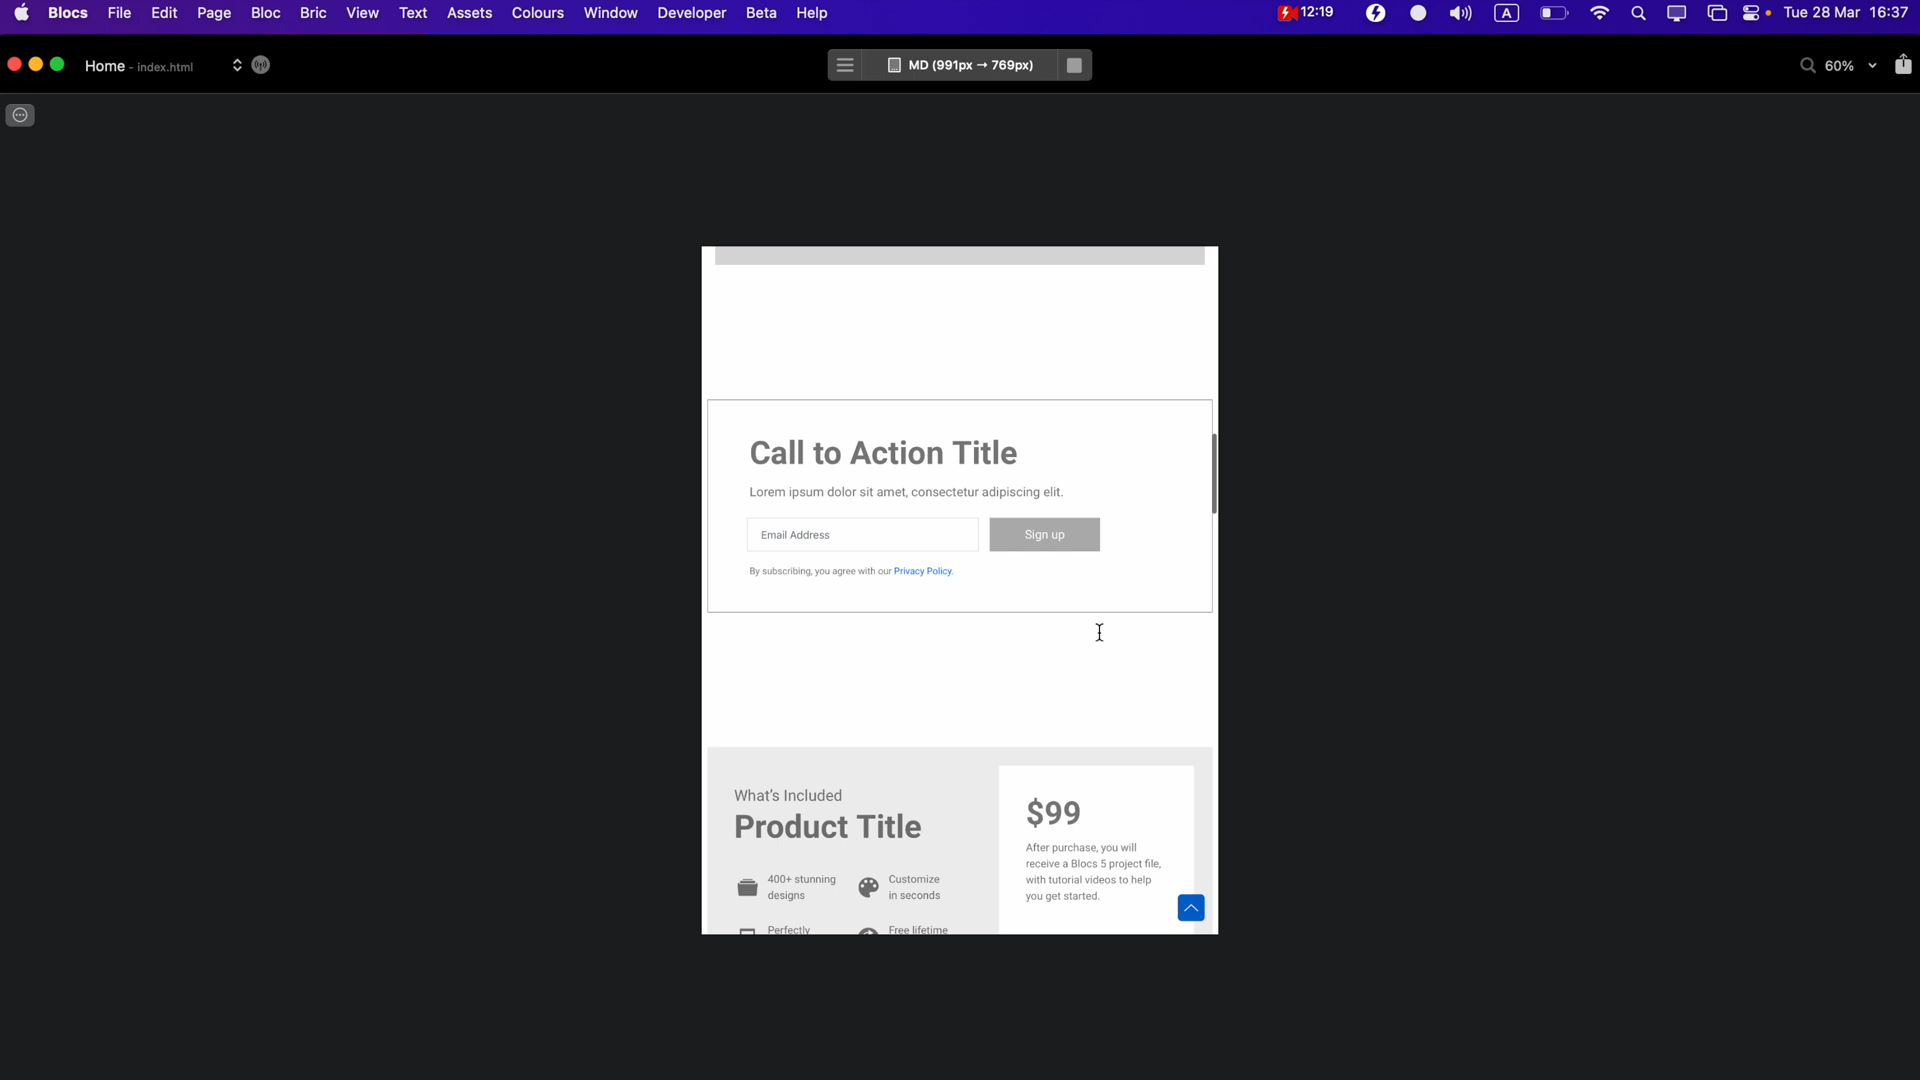 Blocs File Edit Page Bloc Bric View Text Assets Colours Window Developer Beta Help 12:19 A Tue 28 Mar 16:37
Home - index.html MD (991px → 769px) 60%
Call to Action Title
Lorem ipsum dolor sit amet, consectetur adipiscing elit.
Email Address Sign up
By subscribing, you agree with our Privacy Policy.
What's Included
Product Title
400+ stunning
designs
Customize
in seconds
Perfectly
Free lifetime
$99
After purchase, you will
receive a Blocs 5 project file,
with tutorial videos to help
you get started.